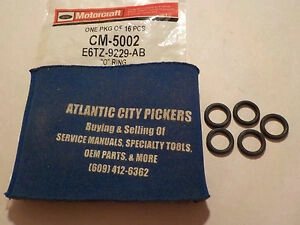 Motorcraft
ONE PKG OF 16 PCS
CM-5002
E6TZ-9229-AB
"O" RING
ATLANTIC CITY PICKERS
Buying & Selling Of
SERVICE MANUALS, SPECIALTY TOOLS,
OEM PARTS, & MORE
(609) 412-6362